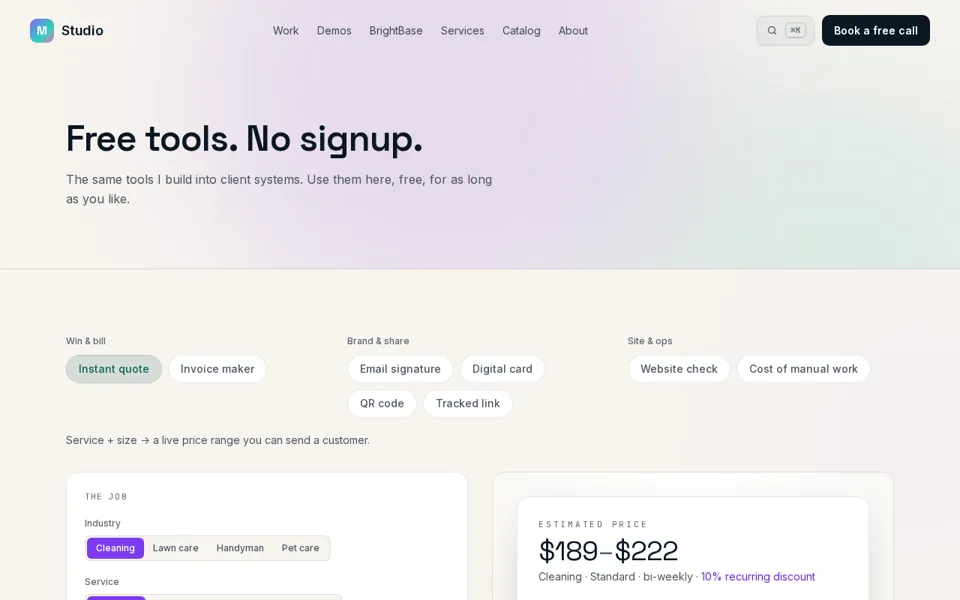 M Studio
Work Demos BrightBase Services Catalog About
⌘K
Book a free call
Free tools. No signup.
The same tools I build into client systems. Use them here, free, for as long
as you like.
Win & bill
Instant quote Invoice maker
Brand & share
Email signature Digital card
QR code Tracked link
Site & ops
Website check Cost of manual work
Service + size → a live price range you can send a customer.
THE JOB
Industry
Cleaning Lawn care Handyman Pet care
Service
ESTIMATED PRICE
$189–$222
Cleaning · Standard · bi-weekly · 10% recurring discount